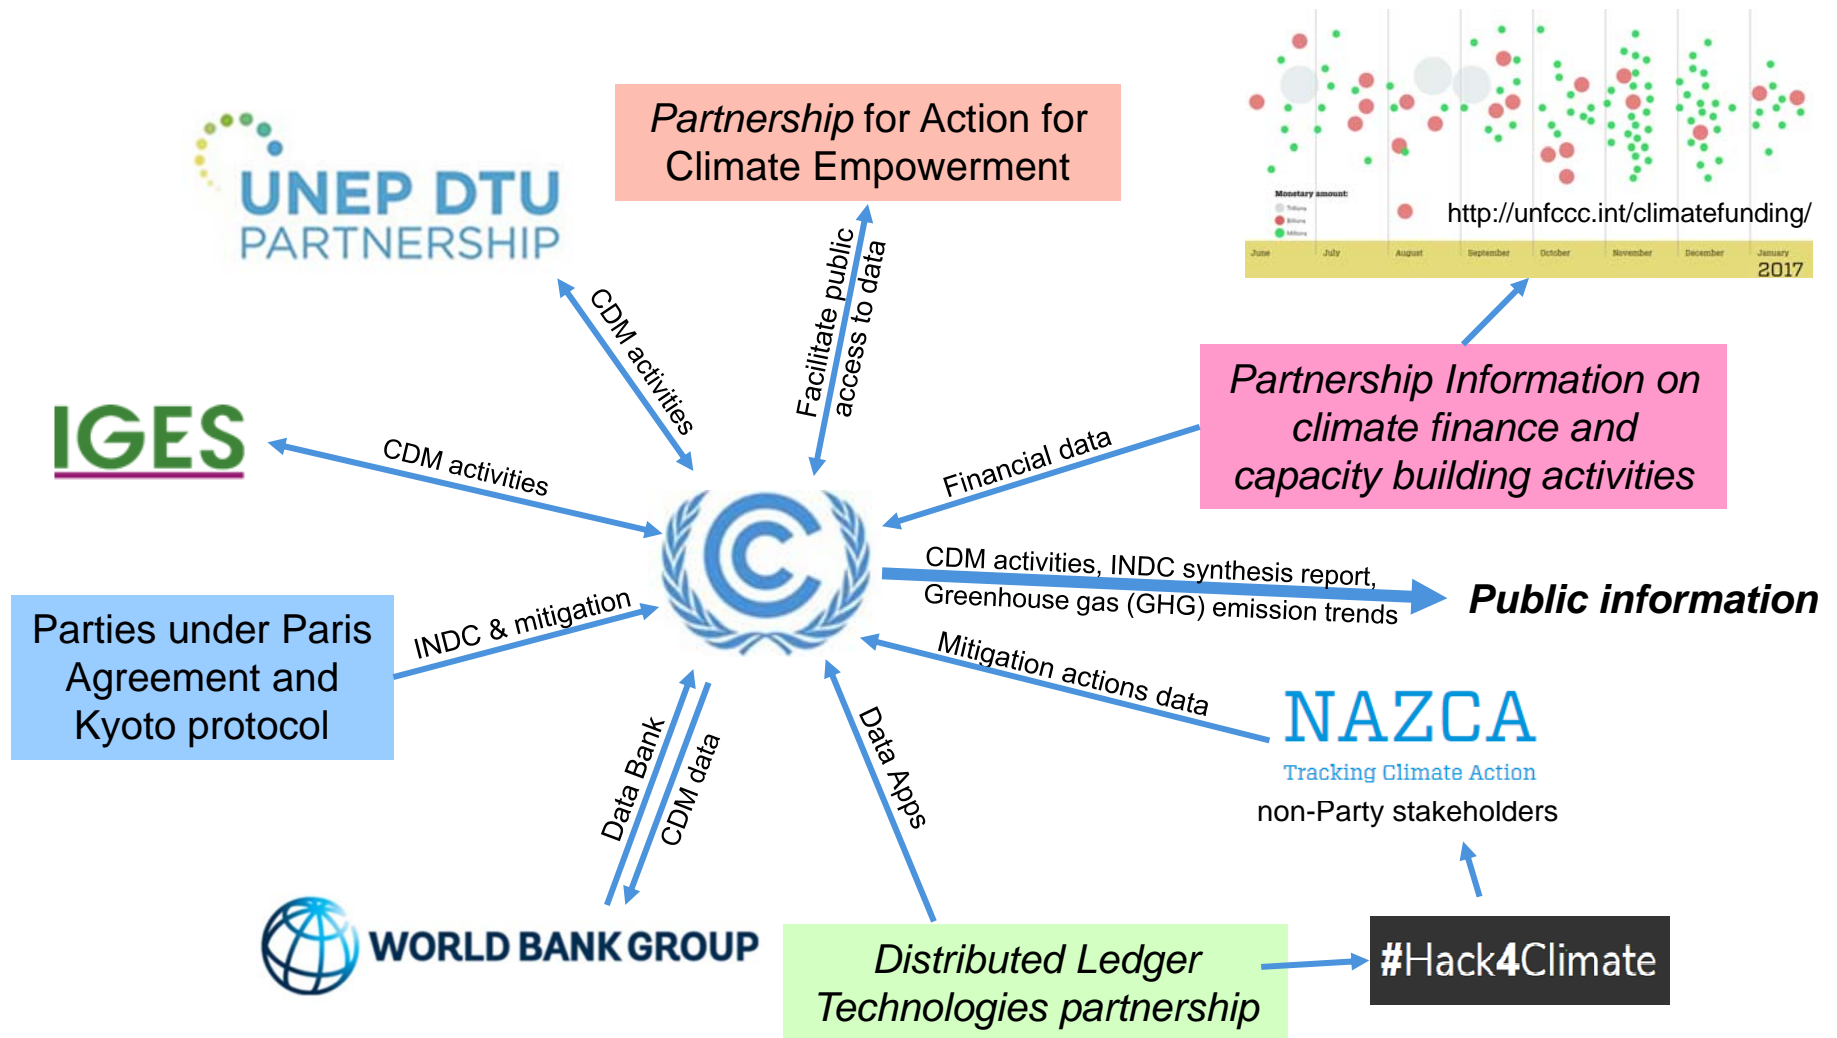 UNEP DTU
PARTNERSHIP
Partnership for Action for
Climate Empowerment
Monetary amount:
Trillions
Billions
Millions
http://unfccc.int/climatefunding/
June
July
August
September
October
November
December
January
2017
CDM activities
Facilitate public
access to data
Partnership Information on
climate finance and
capacity building activities
IGES
CDM activities
Financial data
CDM activities, INDC synthesis report,
Greenhouse gas (GHG) emission trends
Public information
Parties under Paris
Agreement and
Kyoto protocol
INDC & mitigation
Mitigation actions data
NAZCA
Tracking Climate Action
non-Party stakeholders
Data Bank
CDM data
Data Apps
WORLD BANK GROUP
Distributed Ledger
Technologies partnership
#Hack4Climate